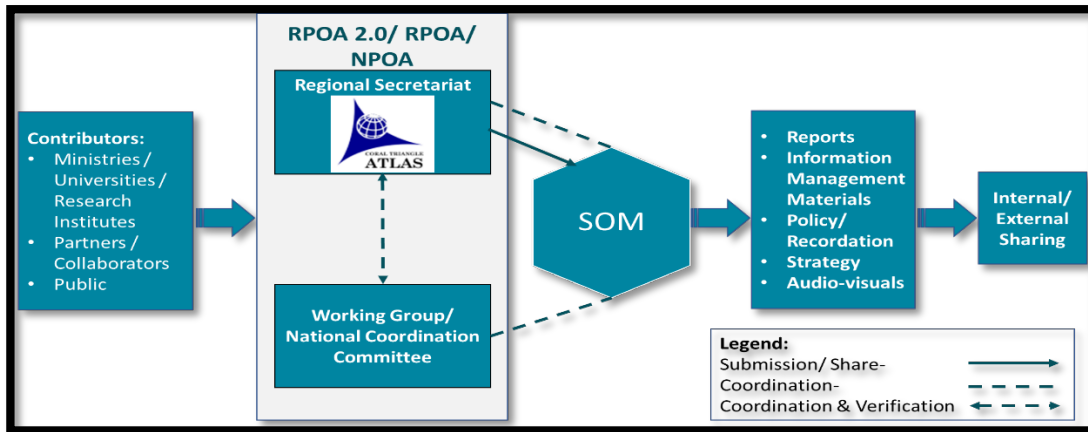 RPOA 2.0/ RPOA/
NPOA
Regional Secretariat
CORAL TRIANGLE
ATLAS
Working Group/
National Coordination
Committee
Contributors:
• Ministries /
Universities /
Research
Institutes
• Partners /
Collaborators
• Public
SOM
• Reports
• Information
Management
Materials
• Policy/
Recordation
• Strategy
• Audio-visuals
Internal/
External
Sharing
Legend:
Submission/ Share-
Coordination-
Coordination & Verification